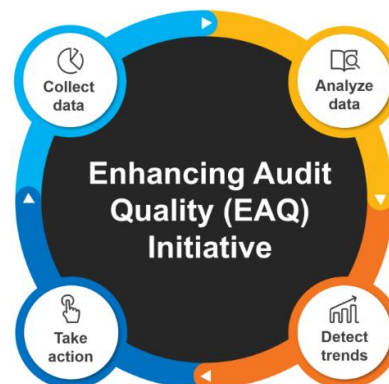 Collect
data
Analyze
data
Enhancing Audit
Quality (EAQ)
Initiative
Take
action
Detect
trends